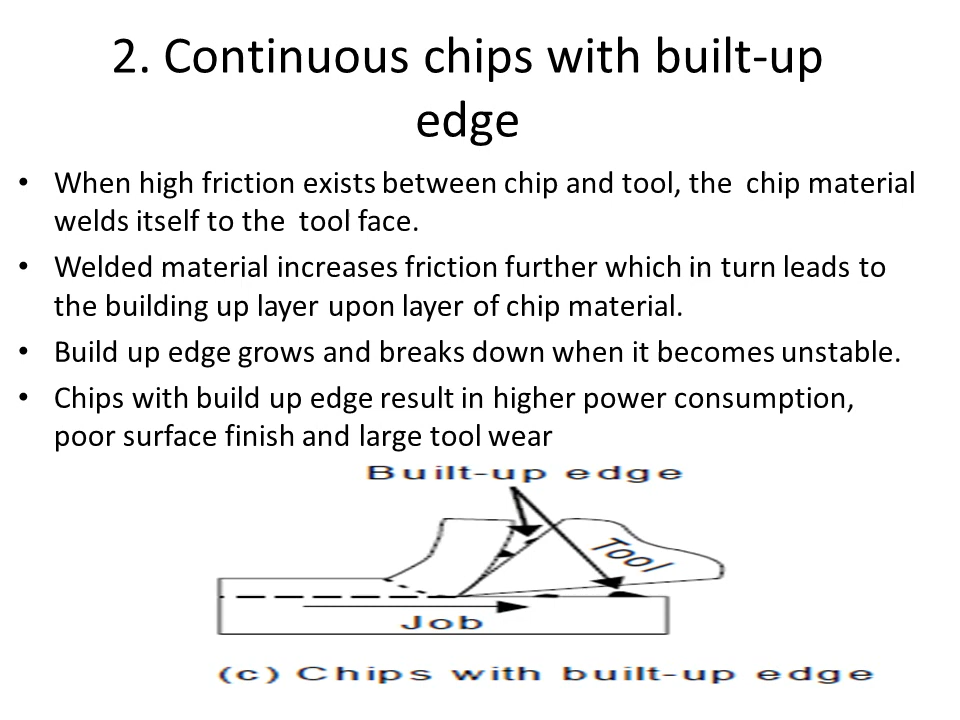 2. Continuous chips with built-up
edge
• When high friction exists between chip and tool, the chip material
welds itself to the tool face.
• Welded material increases friction further which in turn leads to
the building up layer upon layer of chip material.
• Build up edge grows and breaks down when it becomes unstable.
• Chips with build up edge result in higher power consumption,
poor surface finish and large tool wear
Built-up edge
Tool
Job
(c) Chips with built-up edge